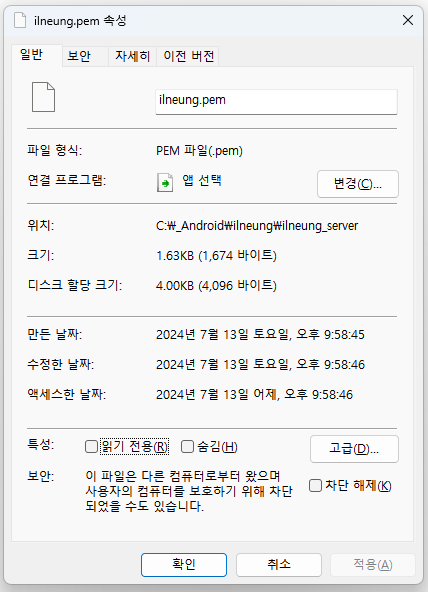 ilneung.pem 속성
일반 보안 자세히 이전 버전
ilneung.pem
파일 형식: PEM 파일(.pem)
연결 프로그램: 앱 선택 변경(C)...
위치: C:₩_Android₩ilneung₩ilneung_server
크기: 1.63KB (1,674 바이트)
디스크 할당 크기: 4.00KB (4,096 바이트)
만든 날짜: 2024년 7월 13일 토요일, 오후 9:58:45
수정한 날짜: 2024년 7월 13일 토요일, 오후 9:58:46
액세스한 날짜: 2024년 7월 13일 어제, 오후 9:58:46
특성: 읽기 전용(R) 숨김(H) 고급(D)...
보안: 이 파일은 다른 컴퓨터로부터 왔으며
사용자의 컴퓨터를 보호하기 위해 차단 차단 해제(K)
되었을 수도 있습니다.
확인 취소 적용(A)